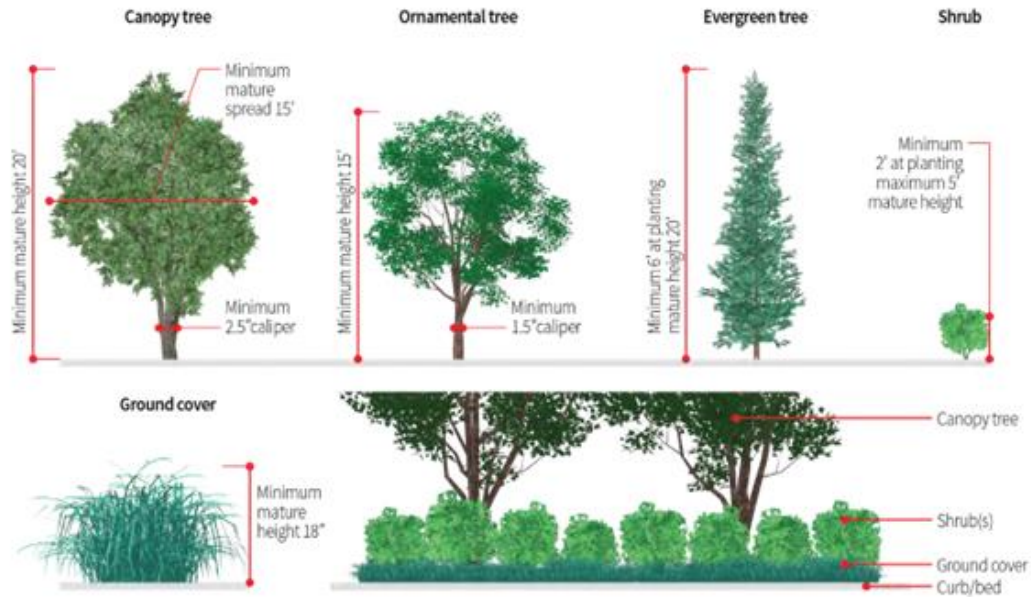 Canopy tree
Ornamental tree
Evergreen tree
Shrub
Minimum mature height 20'
Minimum
mature
spread 15'
Minimum
2.5"caliper
Minimum mature height 15'
Minimum
1.5"caliper
Minimum 6' at planting
mature height 20'
Minimum
2' at planting
maximum 5'
mature height
Ground cover
Minimum
mature
height 18"
Canopy tree
Shrub(s)
Ground cover
Curb/bed